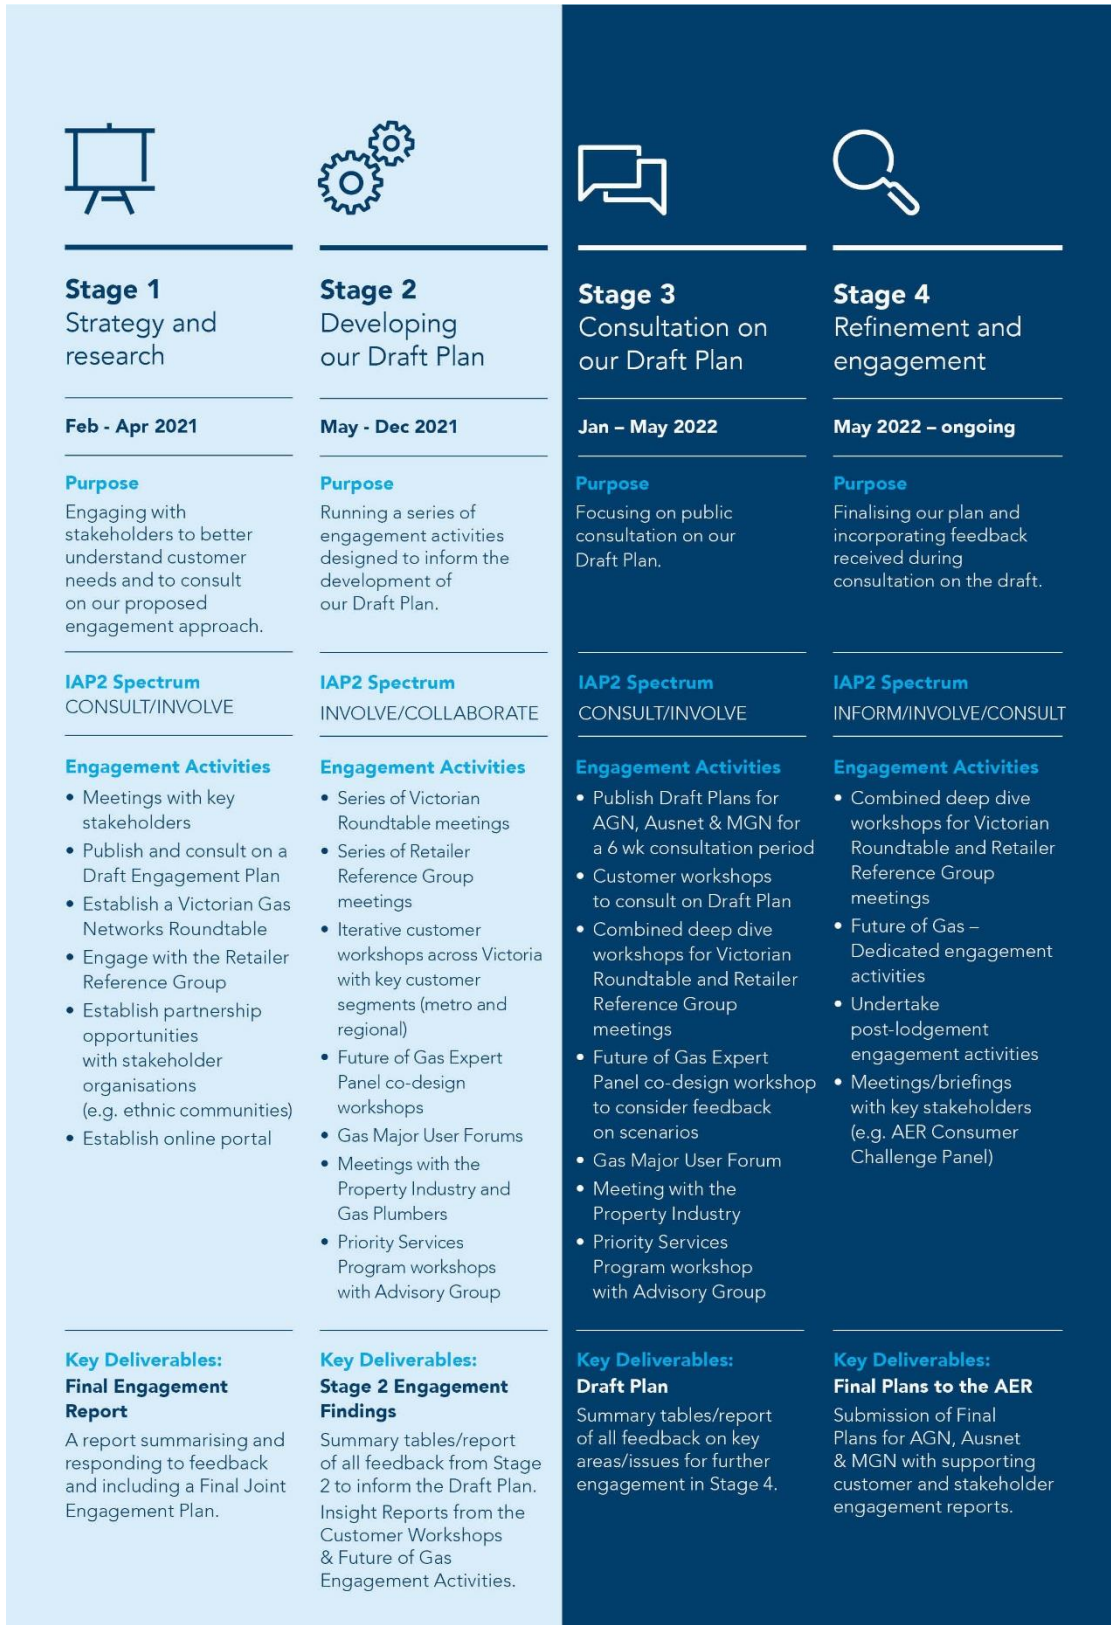 Stage 1
Strategy and
research
Feb - Apr 2021
Purpose
Engaging with
stakeholders to better
understand customer
needs and to consult
on our proposed
engagement approach.
IAP2 Spectrum
CONSULT/INVOLVE
Engagement Activities
• Meetings with key
stakeholders
• Publish and consult on a
Draft Engagement Plan
• Establish a Victorian Gas
Networks Roundtable
• Engage with the Retailer
Reference Group
• Establish partnership
opportunities
with stakeholder
organisations
(e.g. ethnic communities)
• Establish online portal
Key Deliverables:
Final Engagement
Report
A report summarising and
responding to feedback
and including a Final Joint
Engagement Plan.
Stage 2
Developing
our Draft Plan
May - Dec 2021
Purpose
Running a series of
engagement activities
designed to inform the
development of
our Draft Plan.
IAP2 Spectrum
INVOLVE/COLLABORATE
Engagement Activities
• Series of Victorian
Roundtable meetings
• Series of Retailer
Reference Group
meetings
• Iterative customer
workshops across Victoria
with key customer
segments (metro and
regional)
• Future of Gas Expert
Panel co-design
workshops
• Gas Major User Forums
• Meetings with the
Property Industry and
Gas Plumbers
• Priority Services
Program workshops
with Advisory Group
Key Deliverables:
Stage 2 Engagement
Findings
Summary tables/report
of all feedback from Stage
2 to inform the Draft Plan.
Insight Reports from the
Customer Workshops
& Future of Gas
Engagement Activities.
Stage 3
Consultation on
our Draft Plan
Jan – May 2022
Purpose
Focusing on public
consultation on our
Draft Plan.
IAP2 Spectrum
CONSULT/INVOLVE
Engagement Activities
• Publish Draft Plans for
AGN, Ausnet & MGN for
a 6 wk consultation period
• Customer workshops
to consult on Draft Plan
• Combined deep dive
workshops for Victorian
Roundtable and Retailer
Reference Group
meetings
• Future of Gas Expert
Panel co-design workshop
to consider feedback
on scenarios
• Gas Major User Forum
• Meeting with the
Property Industry
• Priority Services
Program workshop
with Advisory Group
Key Deliverables:
Draft Plan
Summary tables/report
of all feedback on key
areas/issues for further
engagement in Stage 4.
Stage 4
Refinement and
engagement
May 2022 – ongoing
Purpose
Finalising our plan and
incorporating feedback
received during
consultation on the draft.
IAP2 Spectrum
INFORM/INVOLVE/CONSULT
Engagement Activities
• Combined deep dive
workshops for Victorian
Roundtable and Retailer
Reference Group
meetings
• Future of Gas –
Dedicated engagement
activities
• Undertake
post-lodgement
engagement activities
• Meetings/briefings
with key stakeholders
(e.g. AER Consumer
Challenge Panel)
Key Deliverables:
Final Plans to the AER
Submission of Final
Plans for AGN, Ausnet
& MGN with supporting
customer and stakeholder
engagement reports.